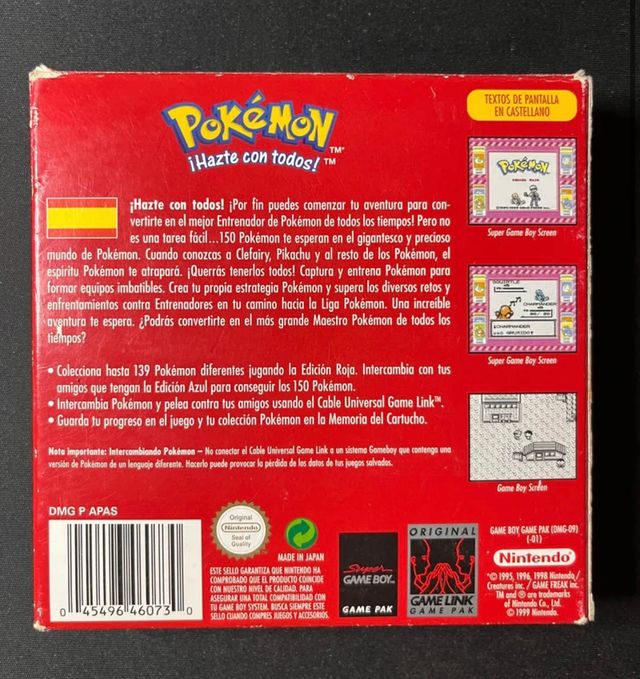 POKéMON
™
¡Hazte con todos! ™
TEXTOS DE PANTALLA
EN CASTELLANO
¡Hazte con todos! ¡Por fin puedes comenzar tu aventura para con-
vertirte en el mejor Entrenador de Pokémon de todos los tiempos! Pero no
es una tarea fácil...150 Pokémon te esperan en el gigantesco y precioso
mundo de Pokémon. Cuando conozcas a Clefairy, Pikachu y al resto de los Pokémon, el
espíritu Pokémon te atrapará. ¡Querrás tenerlos todos! Captura y entrena Pokémon para
formar equipos imbatibles. Crea tu propia estrategia Pokémon y supera los diversos retos y
enfrentamientos contra Entrenadores en tu camino hacia la Liga Pokémon. Una increíble
aventura te espera. ¿Podrás convertirte en el más grande Maestro Pokémon de todos los
tiempos?
• Colecciona hasta 139 Pokémon diferentes jugando la Edición Roja. Intercambia con tus
amigos que tengan la Edición Azul para conseguir los 150 Pokémon.
• Intercambia Pokémon y pelea contra tus amigos usando el Cable Universal Game Link™.
• Guarda tu progreso en el juego y tu colección Pokémon en la Memoria del Cartucho.
Nota importante: Intercambiando Pokémon – No conectar el Cable Universal Game Link a un sistema Gameboy que contenga una
versión de Pokémon de un lenguaje diferente. Hacerlo puede provocar la pérdida de los datos de tus juegos salvados.
POKéMON
Super Game Boy Screen
SQUIRTLE
CHARMANDER
CHARMANDER
Super Game Boy Screen
Game Boy Screen
DMG P APAS
0 45496 46073 0
Original
Nintendo
Seal of
Quality
MADE IN JAPAN
ESTE SELLO GARANTIZA QUE NINTENDO HA
COMPROBADO QUE EL PRODUCTO COINCIDE
CON NUESTRO NIVEL DE CALIDAD. PARA
ASEGURAR UNA TOTAL COMPATIBILIDAD CON
TU GAME BOY SYSTEM, BUSCA SIEMPRE ESTE
SELLO CUANDO COMPRES JUEGOS Y ACCESORIOS.
Super
GAME BOY™
GAME PAK
ORIGINAL
GAME LINK
GAME PAK
GAME BOY GAME PAK (DMG-09)
(-01)
Nintendo
®
© 1995, 1996, 1998 Nintendo/
Creatures inc. / GAME FREAK inc.
TM and ® are trademarks
of Nintendo Co., Ltd.
© 1999 Nintendo.